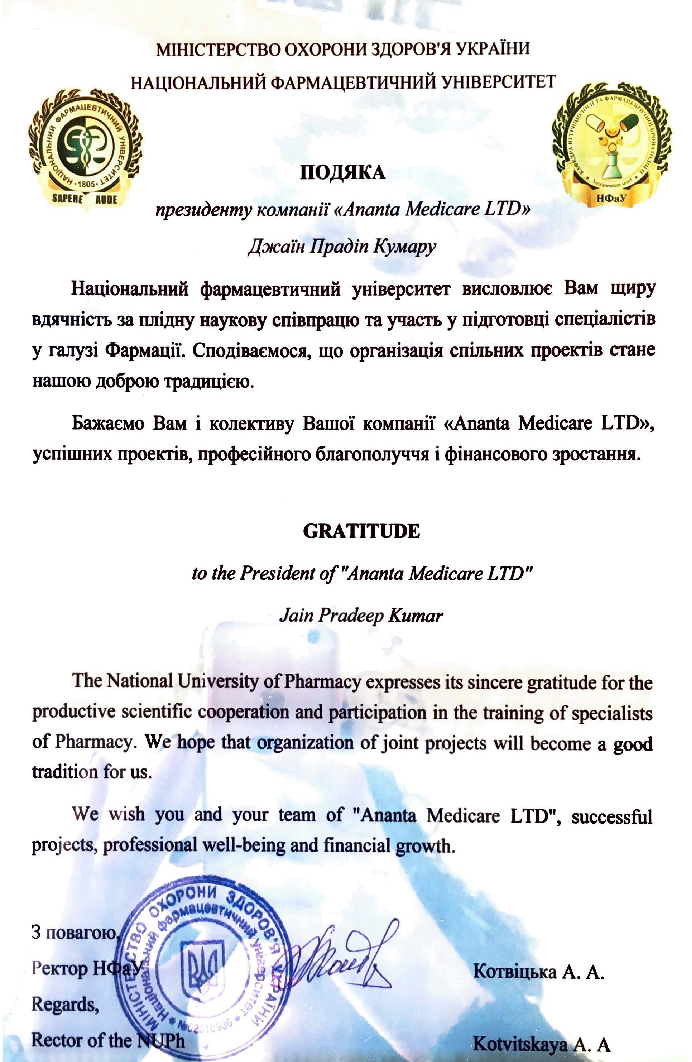 МІНІСТЕРСТВО ОХОРОНИ ЗДОРОВ'Я УКРАЇНИ
НАЦІОНАЛЬНИЙ ФАРМАЦЕВТИЧНИЙ УНІВЕРСИТЕТ
НАЦІОНАЛЬНИЙ ФАРМАЦЕВТИЧНИЙ УНІВЕРСИТЕТ
·1805·
SAPERE AUDE
НФаУ
ПОДЯКА
президенту компанії «Ananta Medicare LTD»
Джаїн Прадіп Кумару
Національний фармацевтичний університет висловлює Вам щиру
вдячність за плідну наукову співпрацю та участь у підготовці спеціалістів
у галузі Фармації. Сподіваємося, що організація спільних проектів стане
нашою доброю традицією.
Бажаємо Вам і колективу Вашої компанії «Ananta Medicare LTD»,
успішних проектів, професійного благополуччя і фінансового зростання.
GRATITUDE
to the President of "Ananta Medicare LTD"
Jain Pradeep Kumar
The National University of Pharmacy expresses its sincere gratitude for the
productive scientific cooperation and participation in the training of specialists
of Pharmacy. We hope that organization of joint projects will become a good
tradition for us.
We wish you and your team of "Ananta Medicare LTD", successful
projects, professional well-being and financial growth.
З повагою,
Ректор НФаУ
Котвіцька А. А.
Regards,
Rector of the NUPh
Kotvitskaya A. A
МІНІСТЕРСТВО ОХОРОНИ ЗДОРОВ'Я УКРАЇНИ
Національний фармацевтичний університет